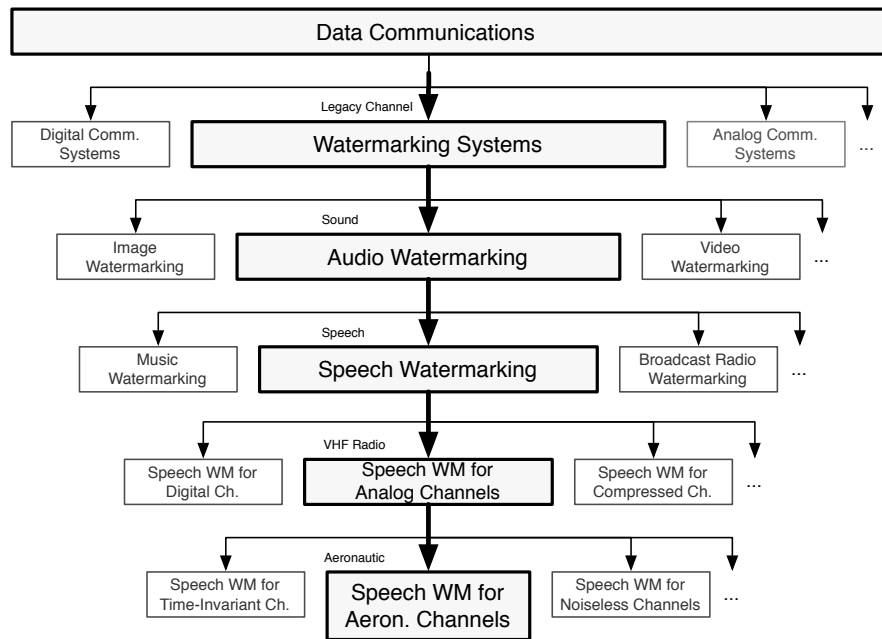 Data Communications
Legacy Channel
Digital Comm.
Systems
Watermarking Systems
Analog Comm.
Systems
...
Sound
Image
Watermarking
Audio Watermarking
Video
Watermarking
...
Speech
Music
Watermarking
Speech Watermarking
Broadcast Radio
Watermarking
...
VHF Radio
Speech WM for
Digital Ch.
Speech WM for
Analog Channels
Speech WM for
Compressed Ch.
...
Aeronautic
Speech WM for
Time-Invariant Ch.
Speech WM for
Aeron. Channels
Speech WM for
Noiseless Channels
...